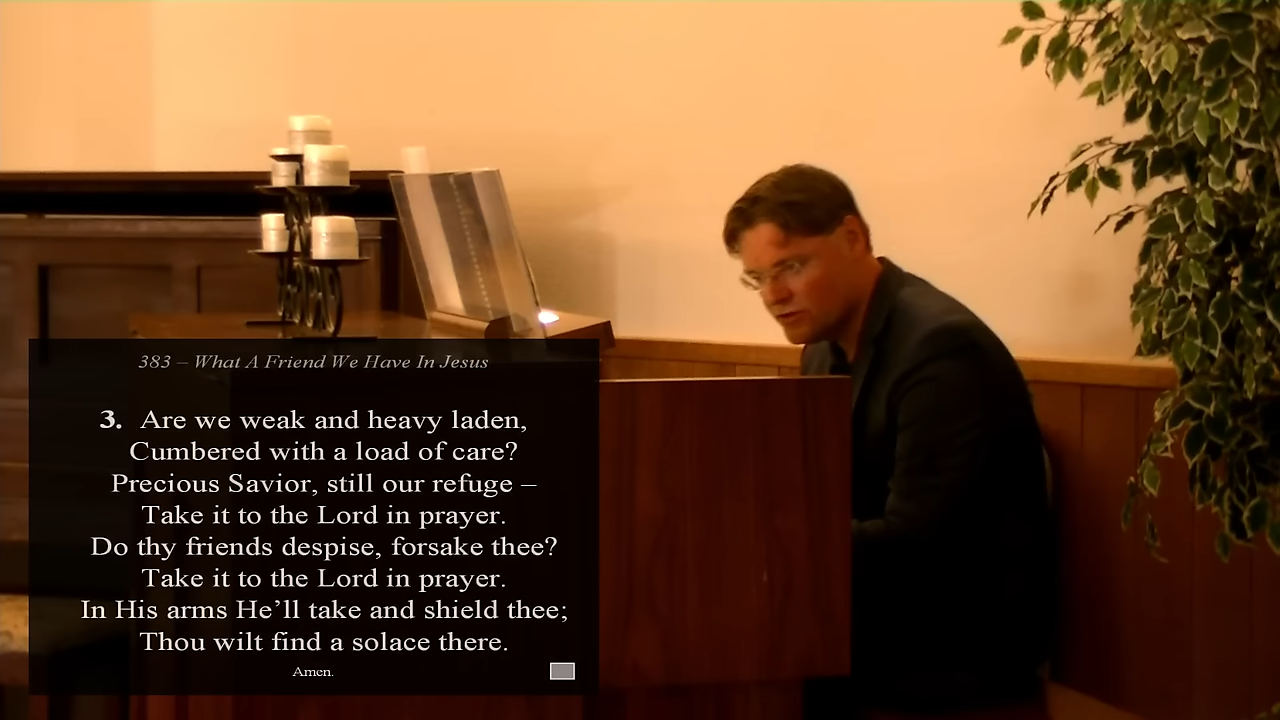 383 – What A Friend We Have In Jesus
3. Are we weak and heavy laden,
Cumbered with a load of care?
Precious Savior, still our refuge –
Take it to the Lord in prayer.
Do thy friends despise, forsake thee?
Take it to the Lord in prayer.
In His arms He’ll take and shield thee;
Thou wilt find a solace there.
Amen.